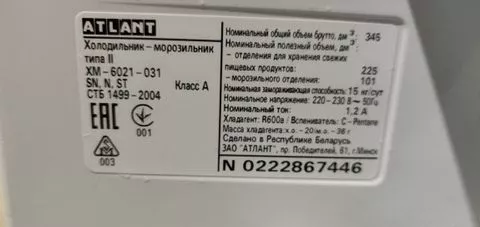 ATLANT
Холодильник-морозильник
типа II
ХМ-6021-031
SN, N, ST
Класс А
СТБ 1499-2004
EAC
001
003
Номинальный общий объем брутто, дм³: 345
Номинальный полезный объем, дм³:
- отделения для хранения свежих
пищевых продуктов: 225
- морозильного отделения: 101
Номинальная замораживающая способность: 15 кг/сут
Номинальное напряжение: 220-230 В~ 50Гц
Номинальный ток: 1,2 А
Хладагент: R600a / Вспениватель: C-Pentane
Масса хладагента: х.о.-20/м.о.-36г
Сделано в Республике Беларусь
ЗАО "АТЛАНТ", пр. Победителей, 61, г.Минск
N 0222867446